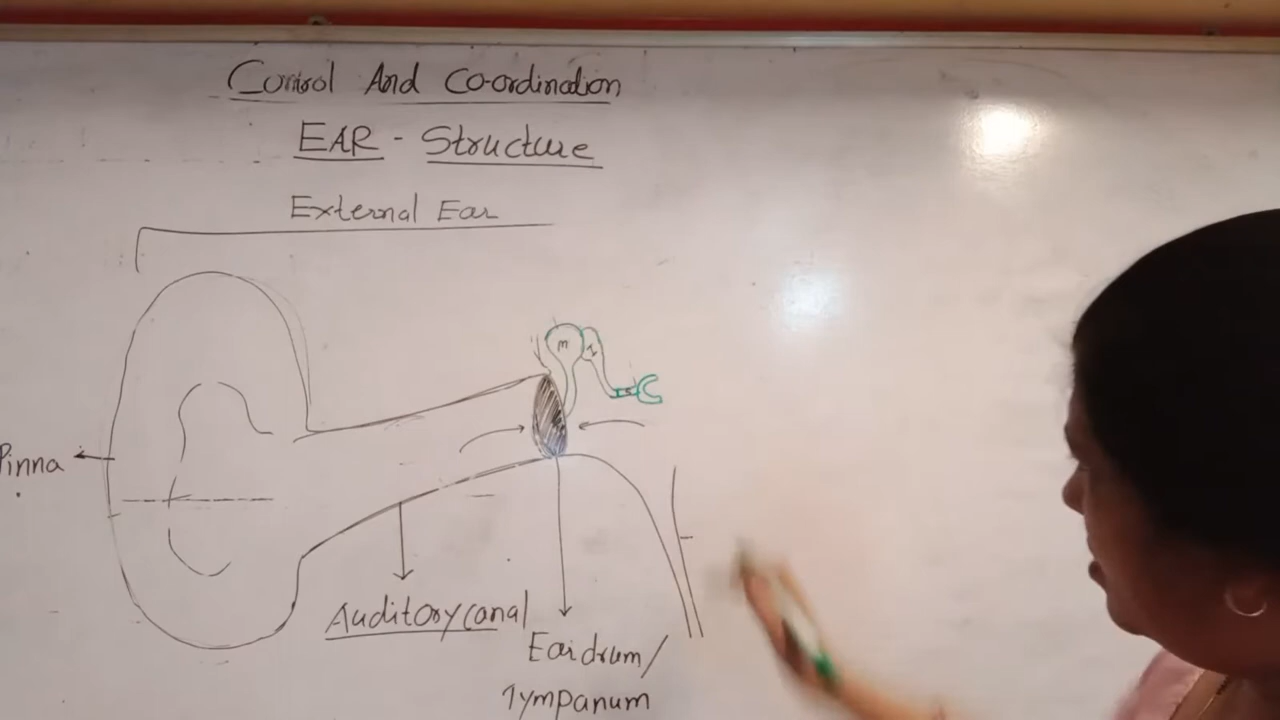 Control And Co-ordination
EAR - Structure
External Ear
m
Pinna
Auditory canal
Eardrum/
Tympanum